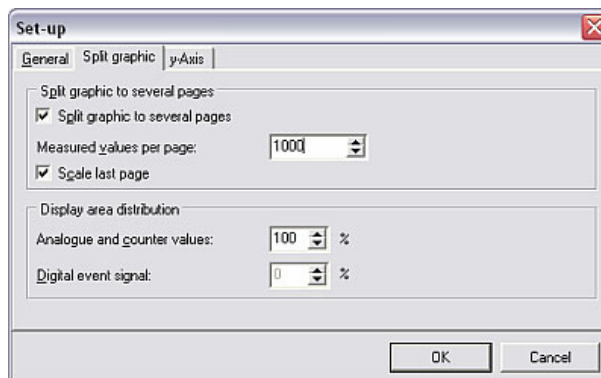 Set-up
General Split graphic y-Axis
Split graphic to several pages
Split graphic to several pages
Measured values per page: 1000
Scale last page
Display area distribution
Analogue and counter values: 100 %
Digital event signal: 0 %
OK Cancel